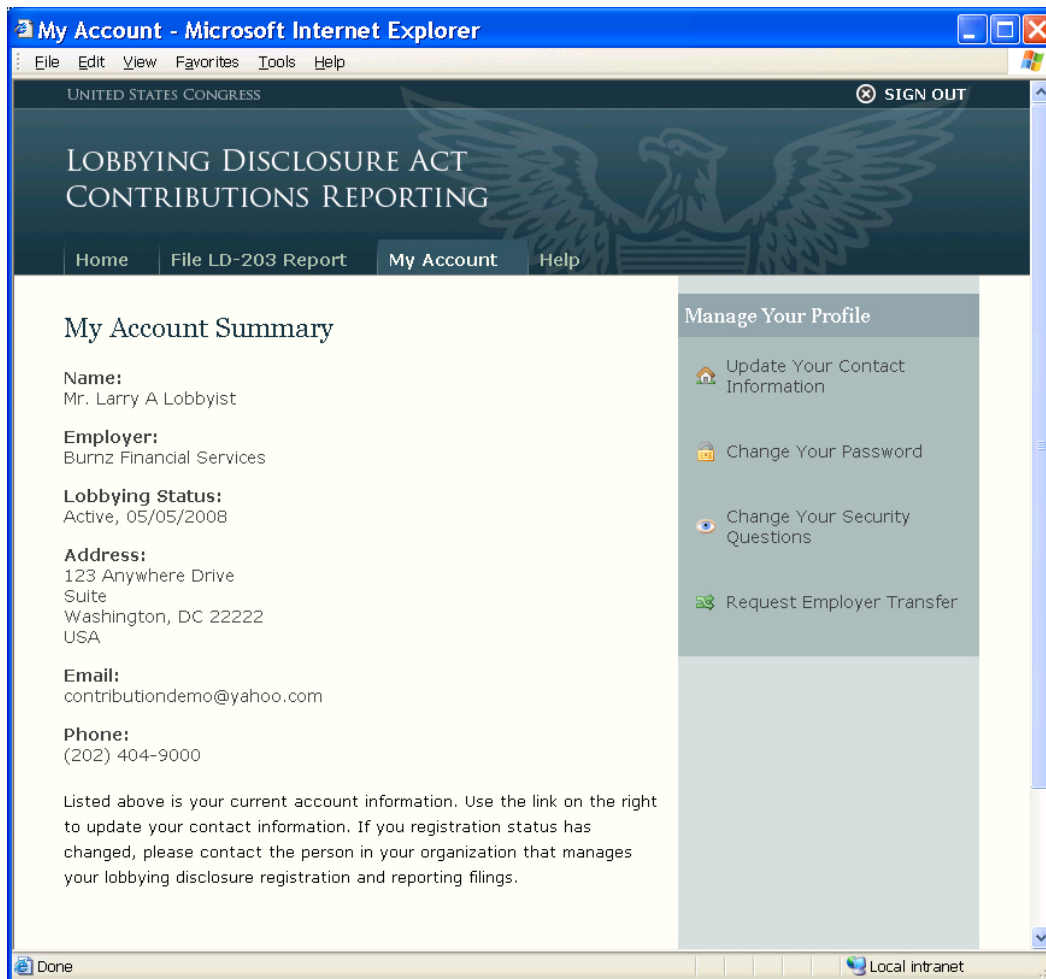 My Account - Microsoft Internet Explorer
File Edit View Favorites Tools Help
UNITED STATES CONGRESS
SIGN OUT
LOBBYING DISCLOSURE ACT
CONTRIBUTIONS REPORTING
Home File LD-203 Report My Account Help
My Account Summary
Name:
Mr. Larry A Lobbyist
Employer:
Burnz Financial Services
Lobbying Status:
Active, 05/05/2008
Address:
123 Anywhere Drive
Suite
Washington, DC 22222
USA
Email:
contributiondemo@yahoo.com
Phone:
(202) 404-9000
Listed above is your current account information. Use the link on the right
to update your contact information. If you registration status has
changed, please contact the person in your organization that manages
your lobbying disclosure registration and reporting filings.
Manage Your Profile
Update Your Contact
Information
Change Your Password
Change Your Security
Questions
Request Employer Transfer
Done
Local intranet